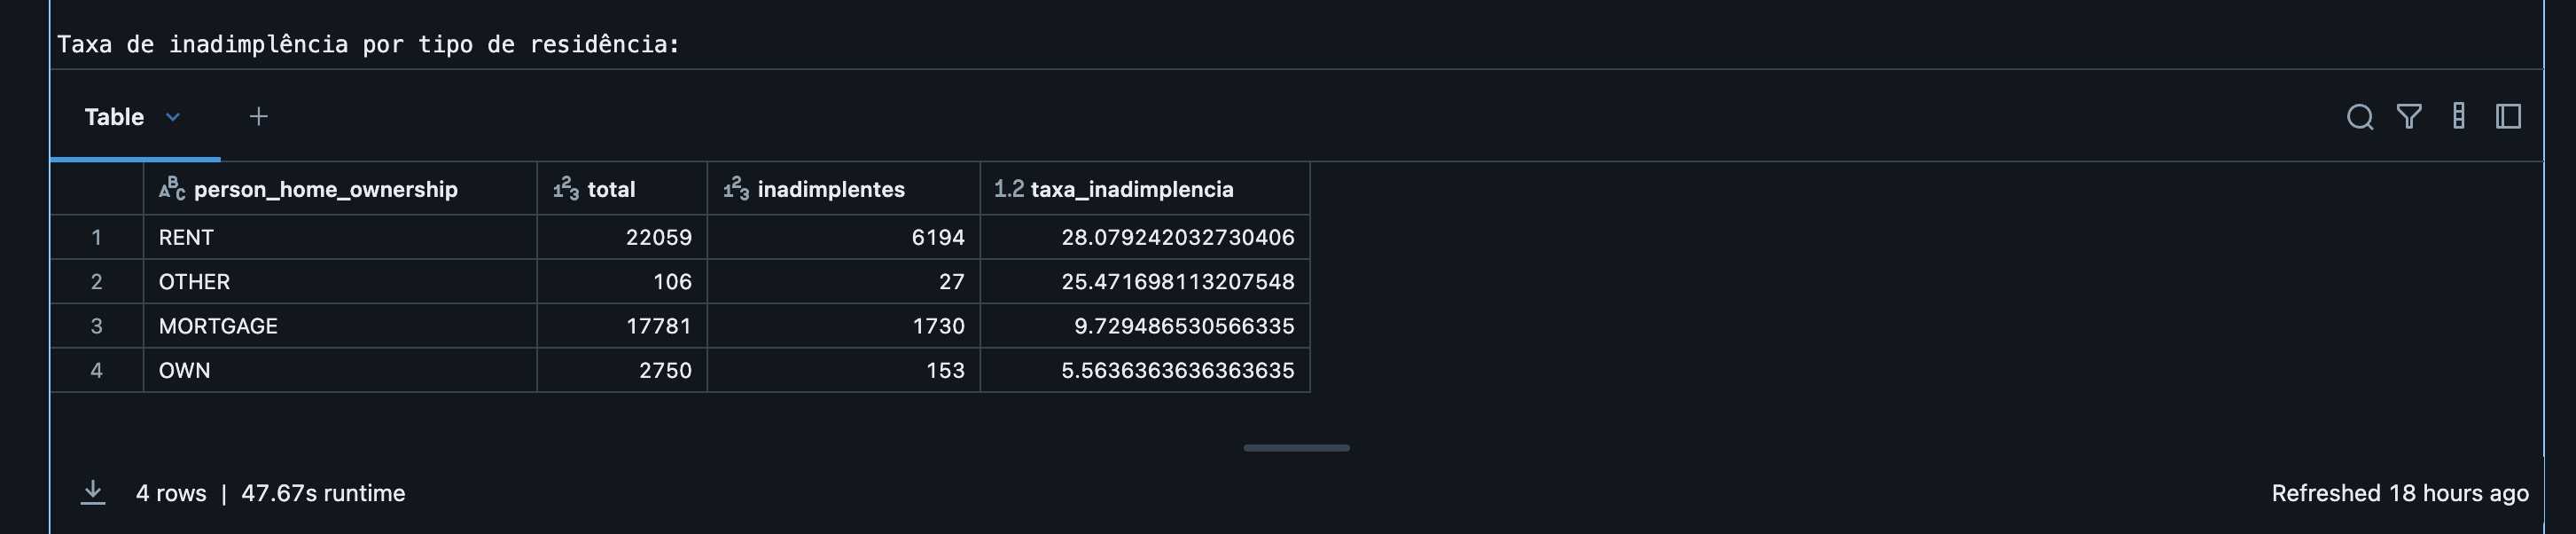 Taxa de inadimplência por tipo de residência:
Table
person_home_ownership total inadimplentes 1.2 taxa_inadimplencia
1 RENT 22059 6194 28.079242032730406
2 OTHER 106 27 25.471698113207548
3 MORTGAGE 17781 1730 9.729486530566335
4 OWN 2750 153 5.5636363636363635
4 rows | 47.67s runtime Refreshed 18 hours ago